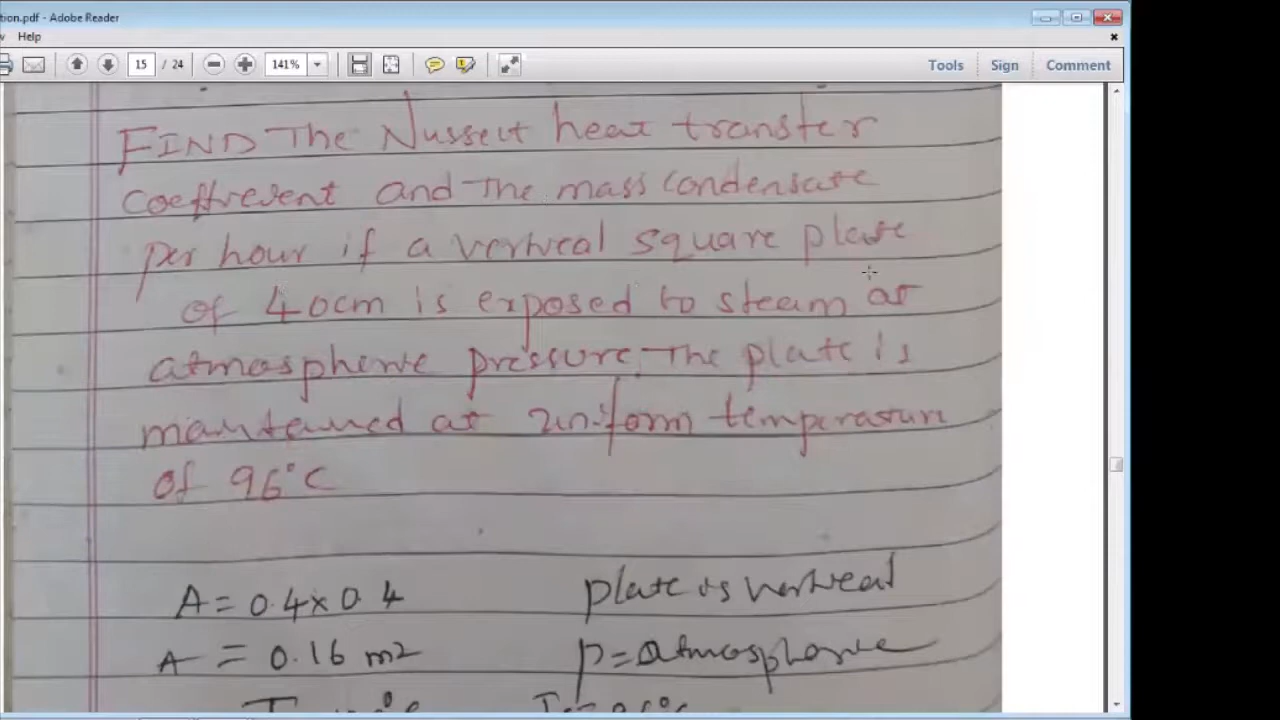 tion.pdf - Adobe Reader
Help
15 / 24 141% Tools Sign Comment
FIND The Nusselt heat transfer
coefficient and the mass condensate
per hour if a vertical square plate
of 40cm is exposed to steam at
atmospheric pressure. The plate is
maintained at uniform temperature
of 96°C
A = 0.4 x 0.4 plate is vertical
A = 0.16 m2 p = atmospheric